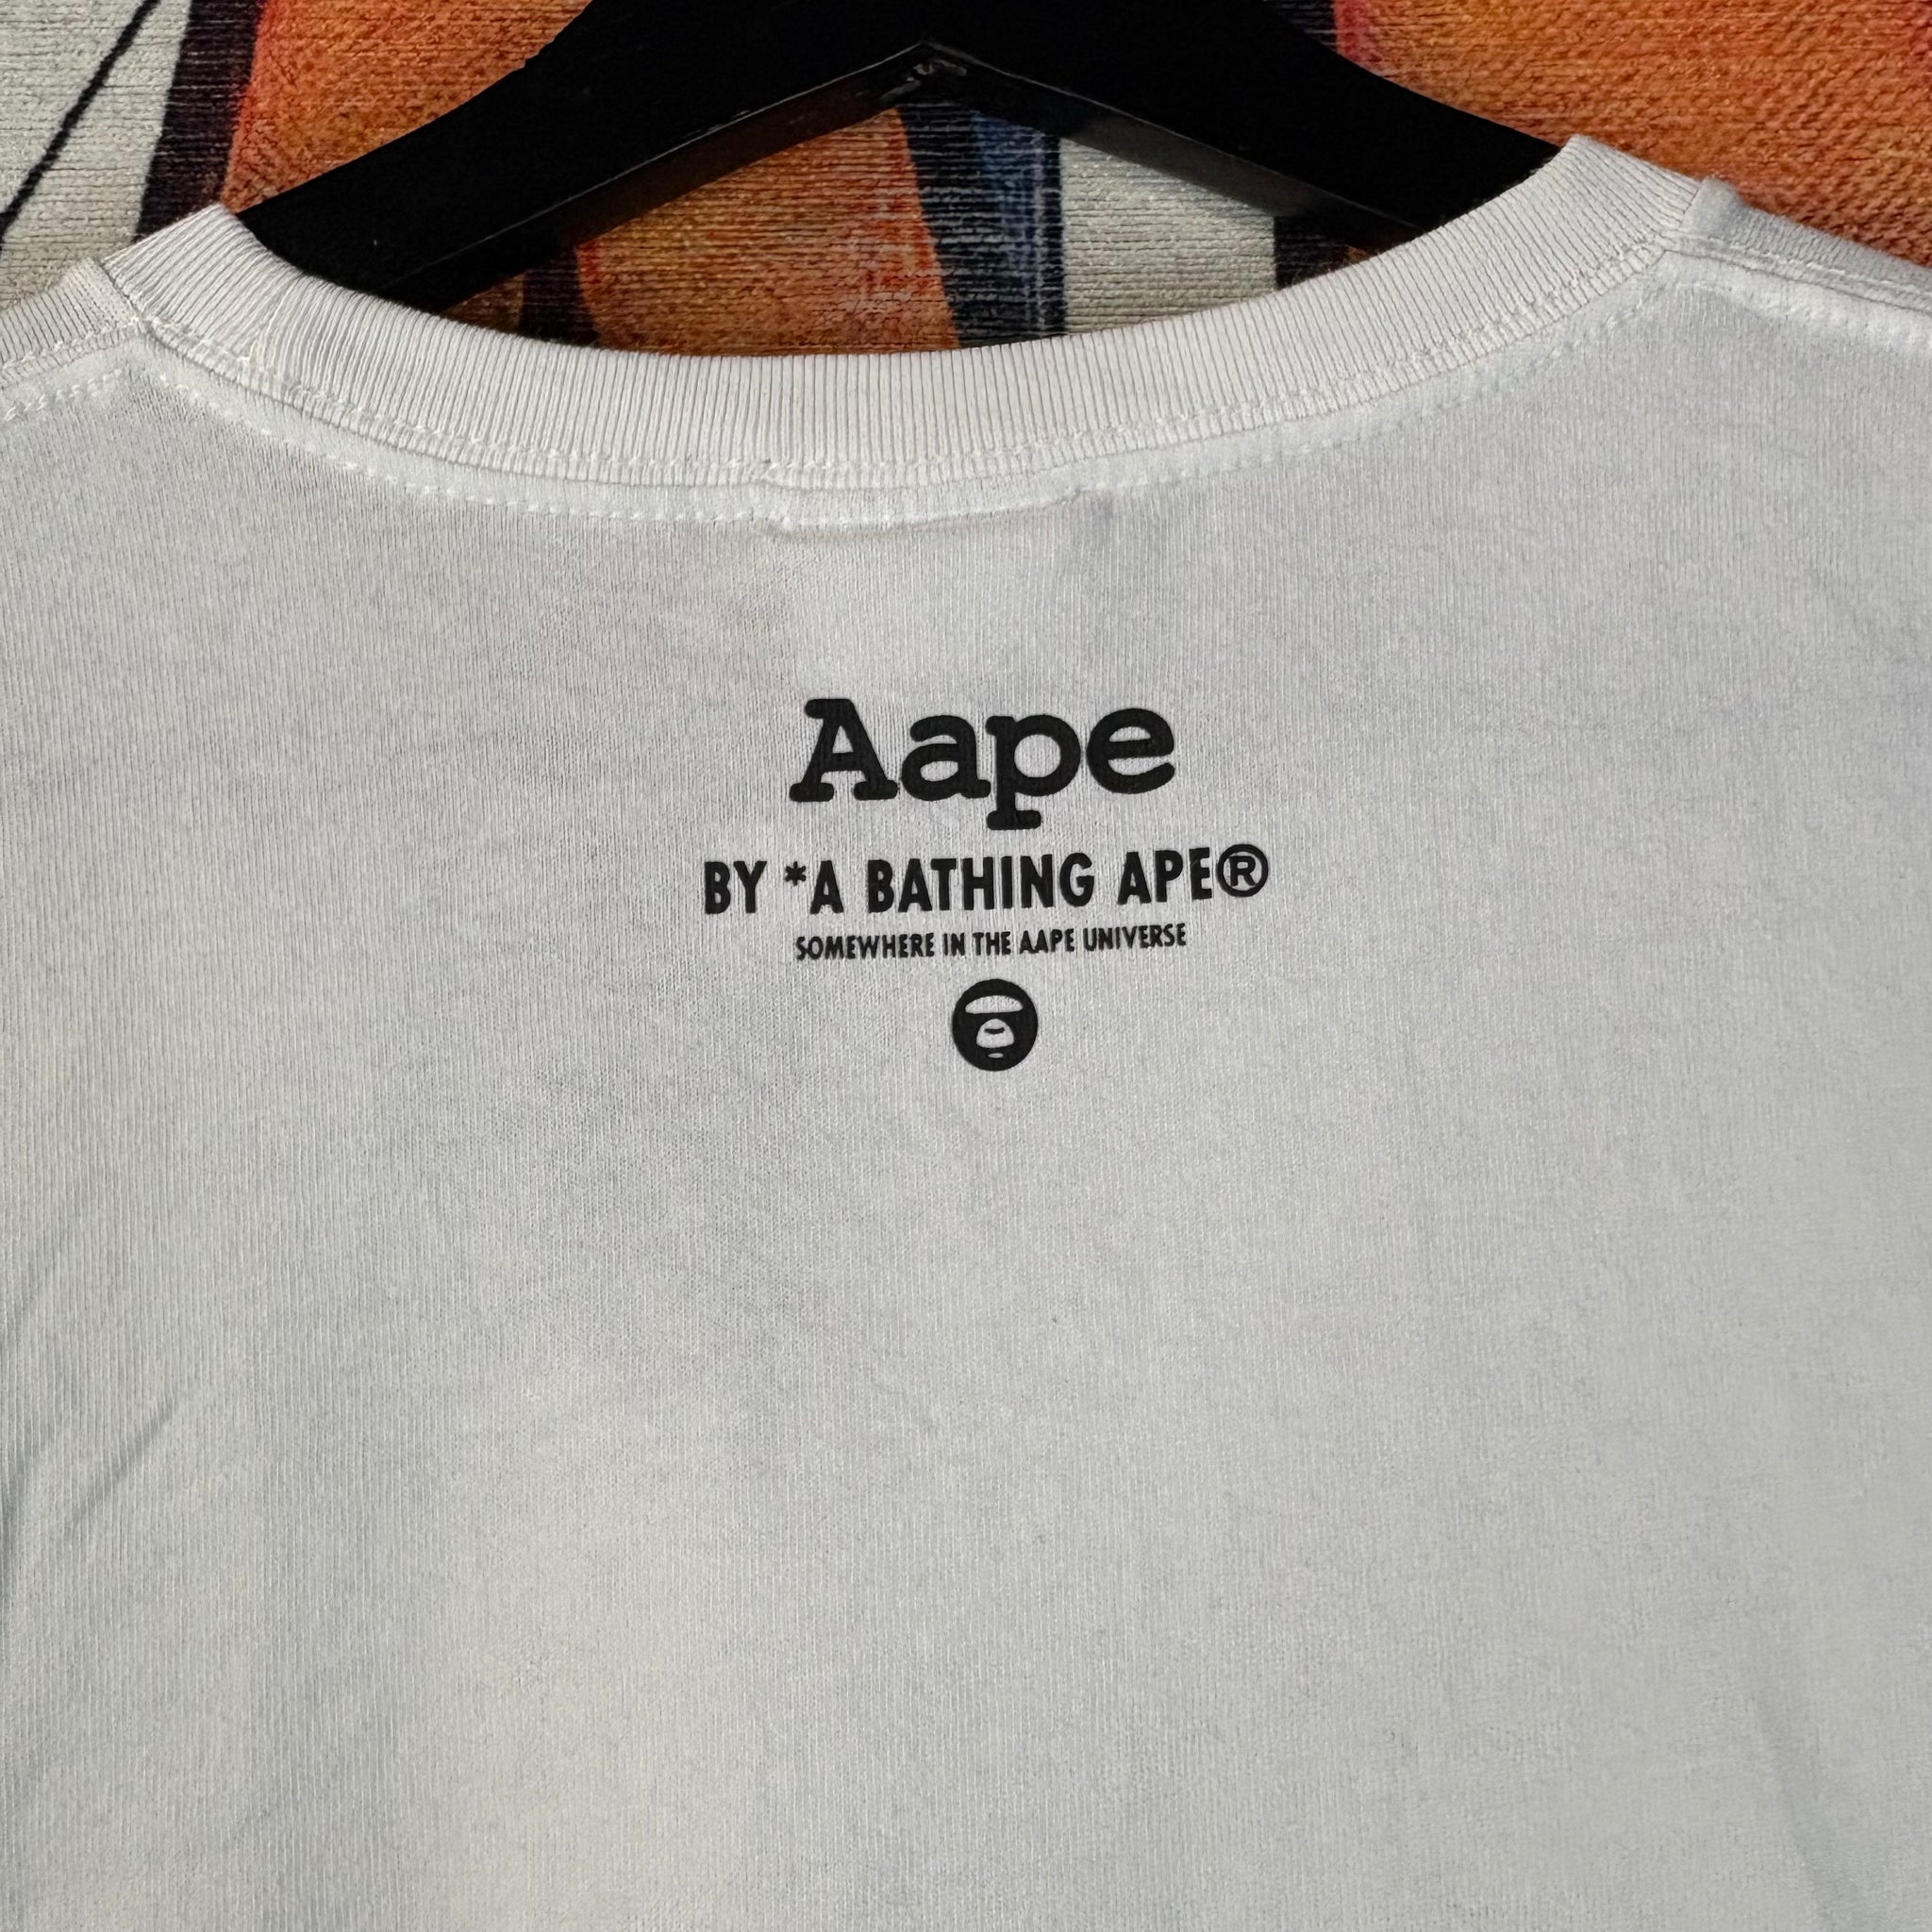 Aape
BY *A BATHING APE®
SOMEWHERE IN THE AAPE UNIVERSE